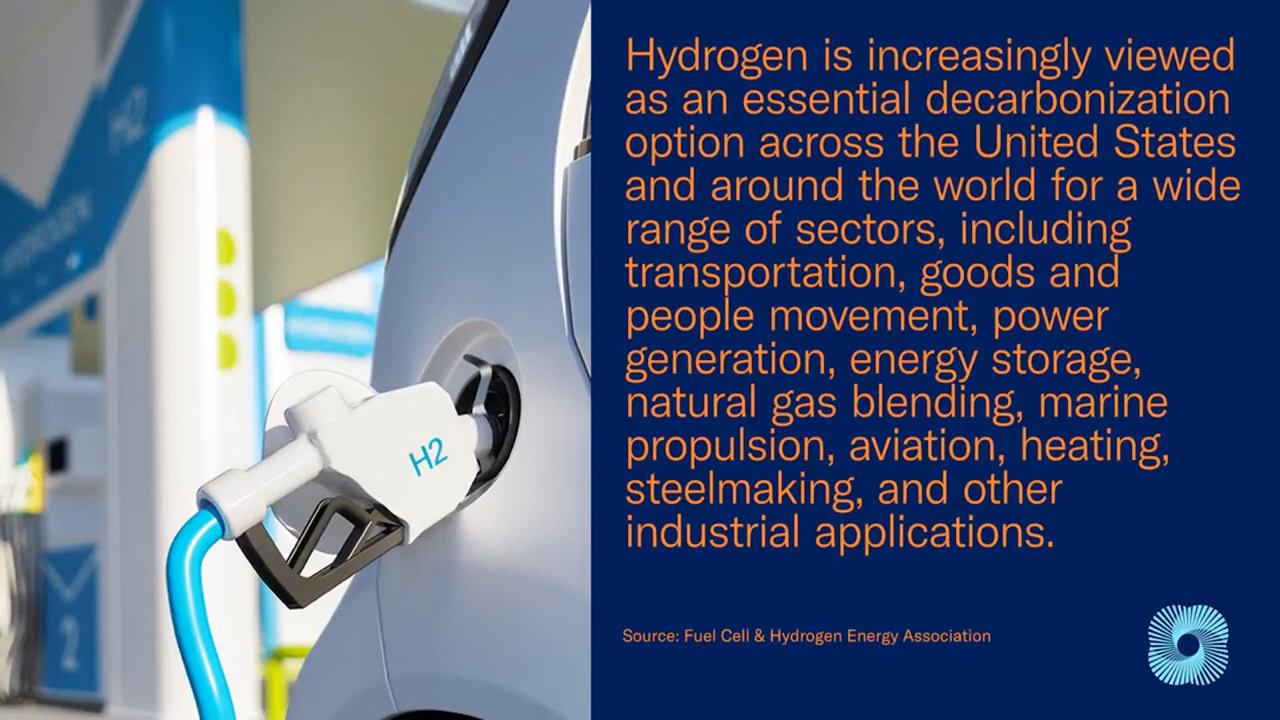 Hydrogen is increasingly viewed
as an essential decarbonization
option across the United States
and around the world for a wide
range of sectors, including
transportation, goods and
people movement, power
generation, energy storage,
natural gas blending, marine
propulsion, aviation, heating,
steelmaking, and other
industrial applications.
Source: Fuel Cell & Hydrogen Energy Association
H2
H2
2